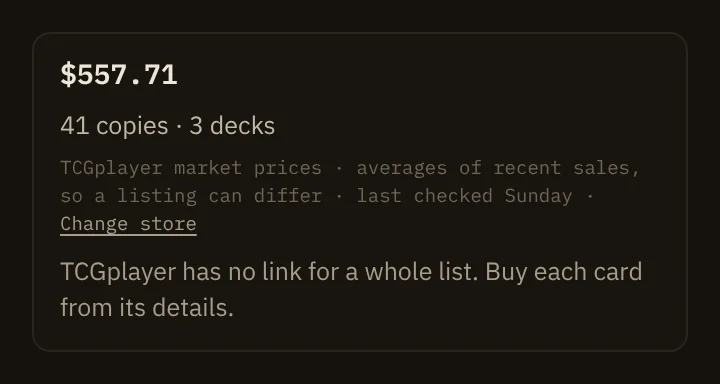 $557.71
41 copies · 3 decks
TCGplayer market prices · averages of recent sales,
so a listing can differ · last checked Sunday ·
Change store
TCGplayer has no link for a whole list. Buy each card
from its details.